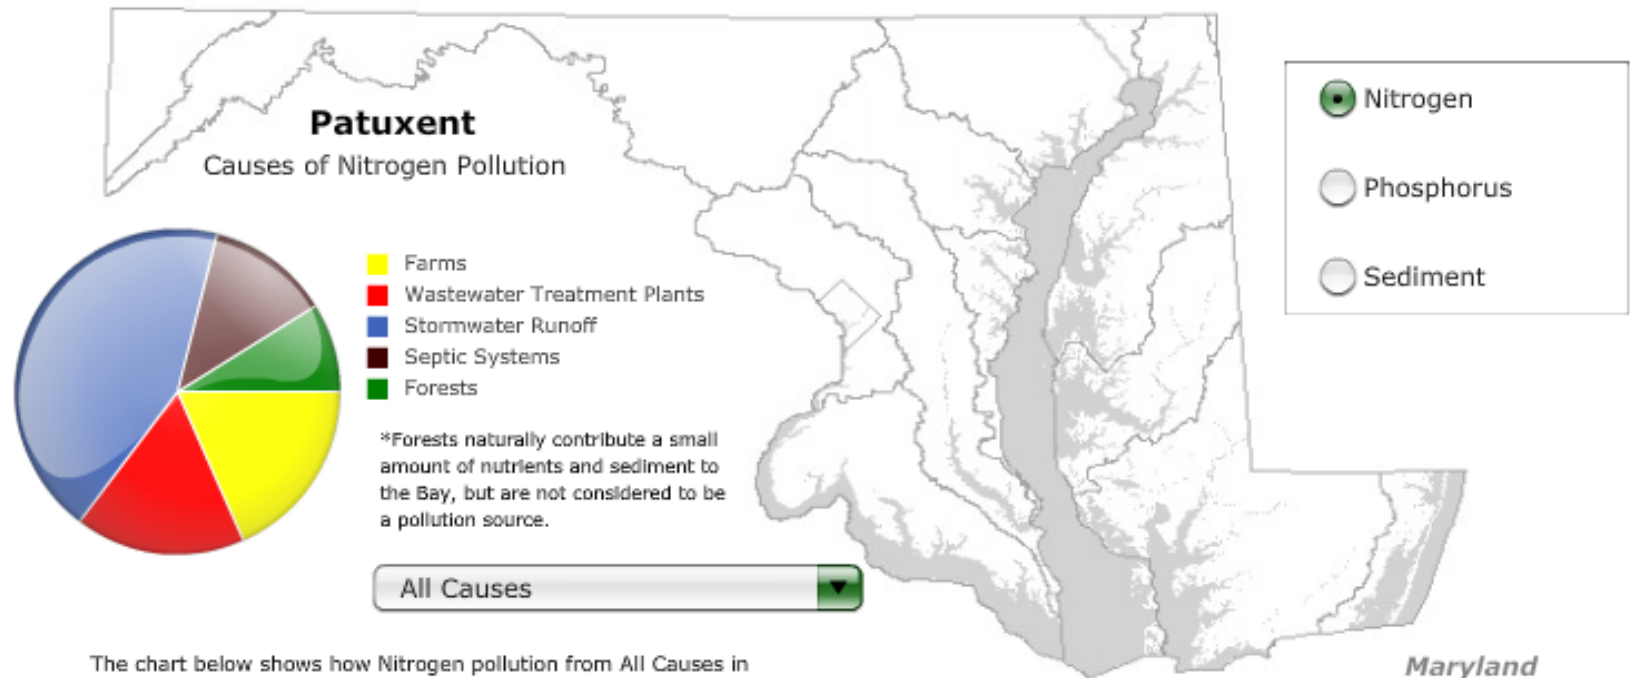 Patuxent
Causes of Nitrogen Pollution
Farms
Wastewater Treatment Plants
Stormwater Runoff
Septic Systems
Forests
*Forests naturally contribute a small
amount of nutrients and sediment to
the Bay, but are not considered to be
a pollution source.
All Causes
The chart below shows how Nitrogen pollution from All Causes in
Nitrogen
Phosphorus
Sediment
Maryland